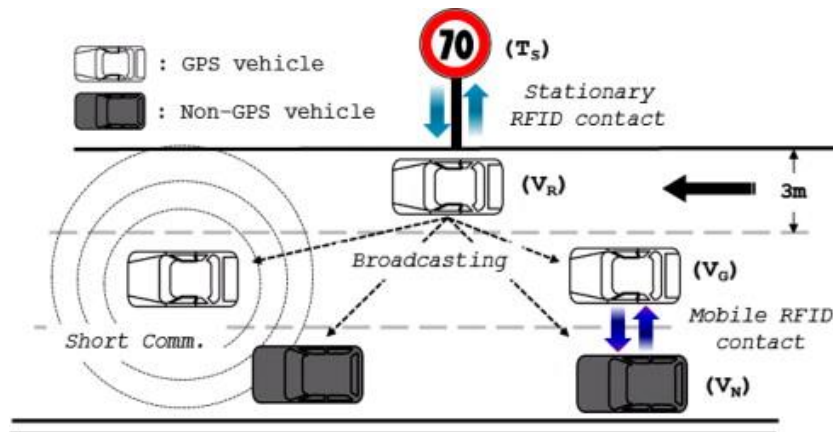 : GPS vehicle
: Non-GPS vehicle
70
(T_S)
Stationary
RFID contact
(V_R)
3m
Broadcasting
(V_G)
Short Comm.
Mobile RFID
contact
(V_N)